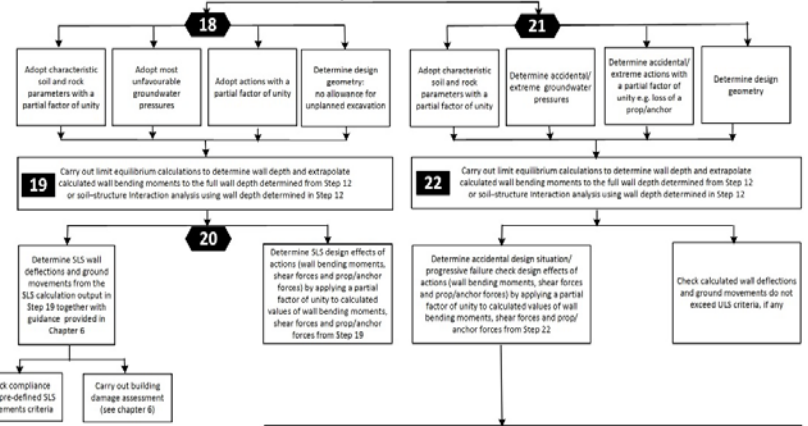 18
21
Adopt characteristic
soil and rock
parameters with a
partial factor of unity
Adopt most
unfavourable
groundwater
pressures
Adopt actions with a
partial factor of unity
Determine design
geometry:
no allowance for
unplanned excavation
Adopt characteristic
soil and rock
parameters with a
partial factor of unity
Determine accidental/
extreme groundwater
pressures
Determine accidental/
extreme actions with
a partial factor of
unity e.g. loss of a
prop/anchor
Determine design
geometry
19
Carry out limit equilibrium calculations to determine wall depth and extrapolate
calculated wall bending moments to the full wall depth determined from Step 12
or soil–structure interaction analysis using wall depth determined in Step 12
22
Carry out limit equilibrium calculations to determine wall depth and extrapolate
calculated wall bending moments to the full wall depth determined from Step 12
or soil–structure interaction analysis using wall depth determined in Step 12
20
Determine SLS wall
deflections and ground
movements from the
SLS calculation output in
Step 19 together with
guidance provided in
Chapter 6
Determine SLS design effects of
actions (wall bending moments,
shear forces and prop/anchor
forces) by applying a partial
factor of unity to calculated
values of wall bending moments,
shear forces and prop/anchor
forces from Step 19
Determine accidental design situation/
progressive failure check design effects of
actions (wall bending moments, shear forces
and prop/anchor forces) by applying a partial
factor of unity to calculated values of wall
bending moments, shear forces and prop/
anchor forces from Step 22
Check calculated wall deflections
and ground movements do not
exceed ULS criteria, if any
ck compliance
pre-defined SLS
ements criteria
Carry out building
damage assessment
(see chapter 6)